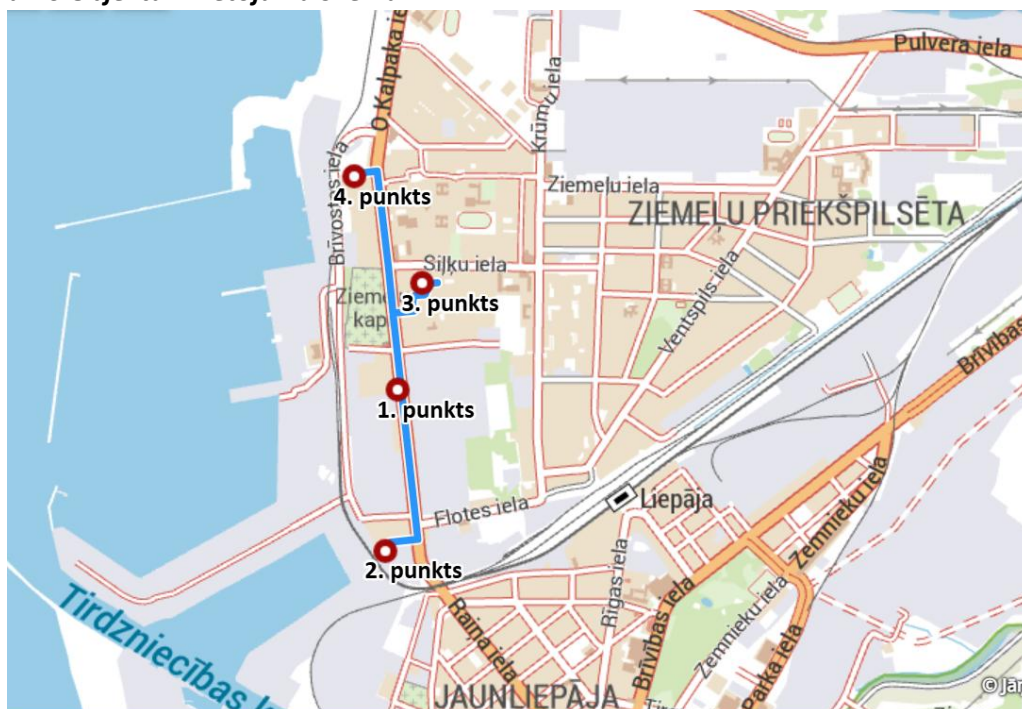 Pulvera iela
O.Kalpaka iela
Krūmu iela
Brīvostas iela
4. punkts
Ziemeļu iela
ZIEMEĻU PRIEKŠPILSĒTA
Siļķu iela
3. punkts
kap
Ventspils iela
Brīvības
1. punkts
Flotes iela
Liepāja
2. punkts
Zemnieku iela
Rīgas iela
Brīvības iela
Zemnieku iela
Raiņa iela
Parka iela
Tirdzniecības
JAUNLIEPĀJA